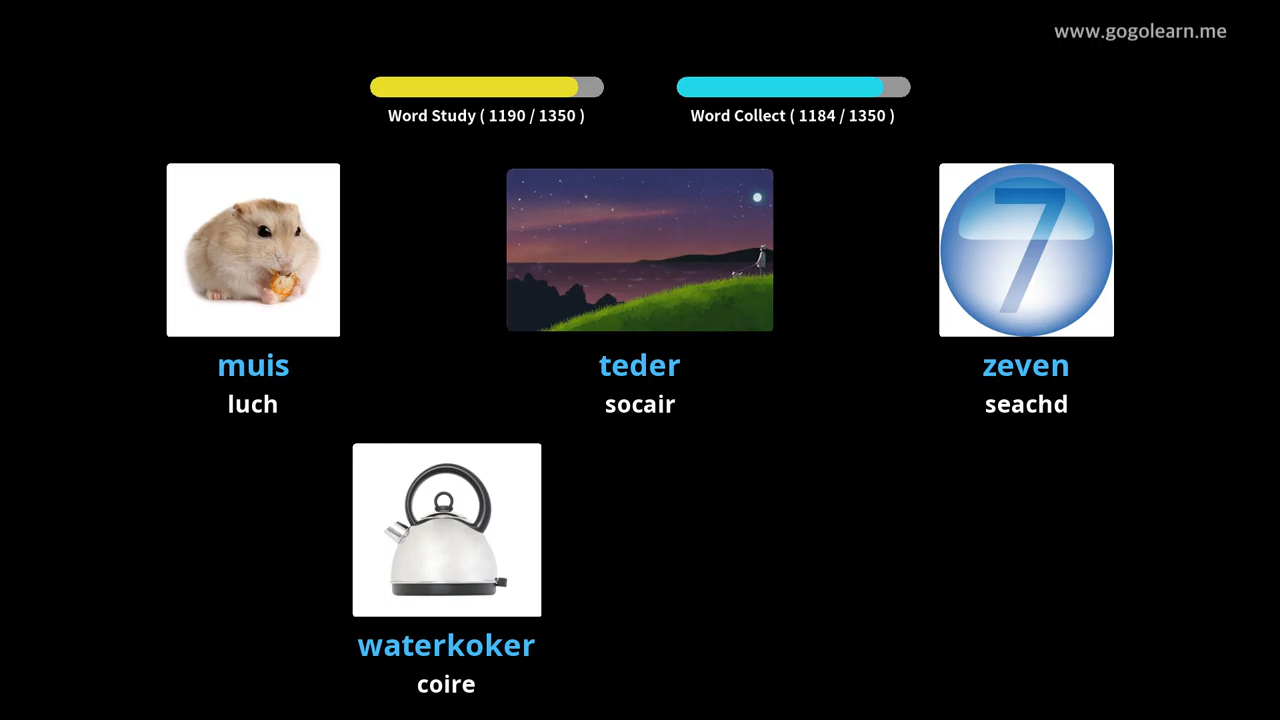 www.gogolearn.me
Word Study ( 1190 / 1350 )
Word Collect ( 1184 / 1350 )
7
muis
luch
teder
socair
zeven
seachd
waterkoker
coire